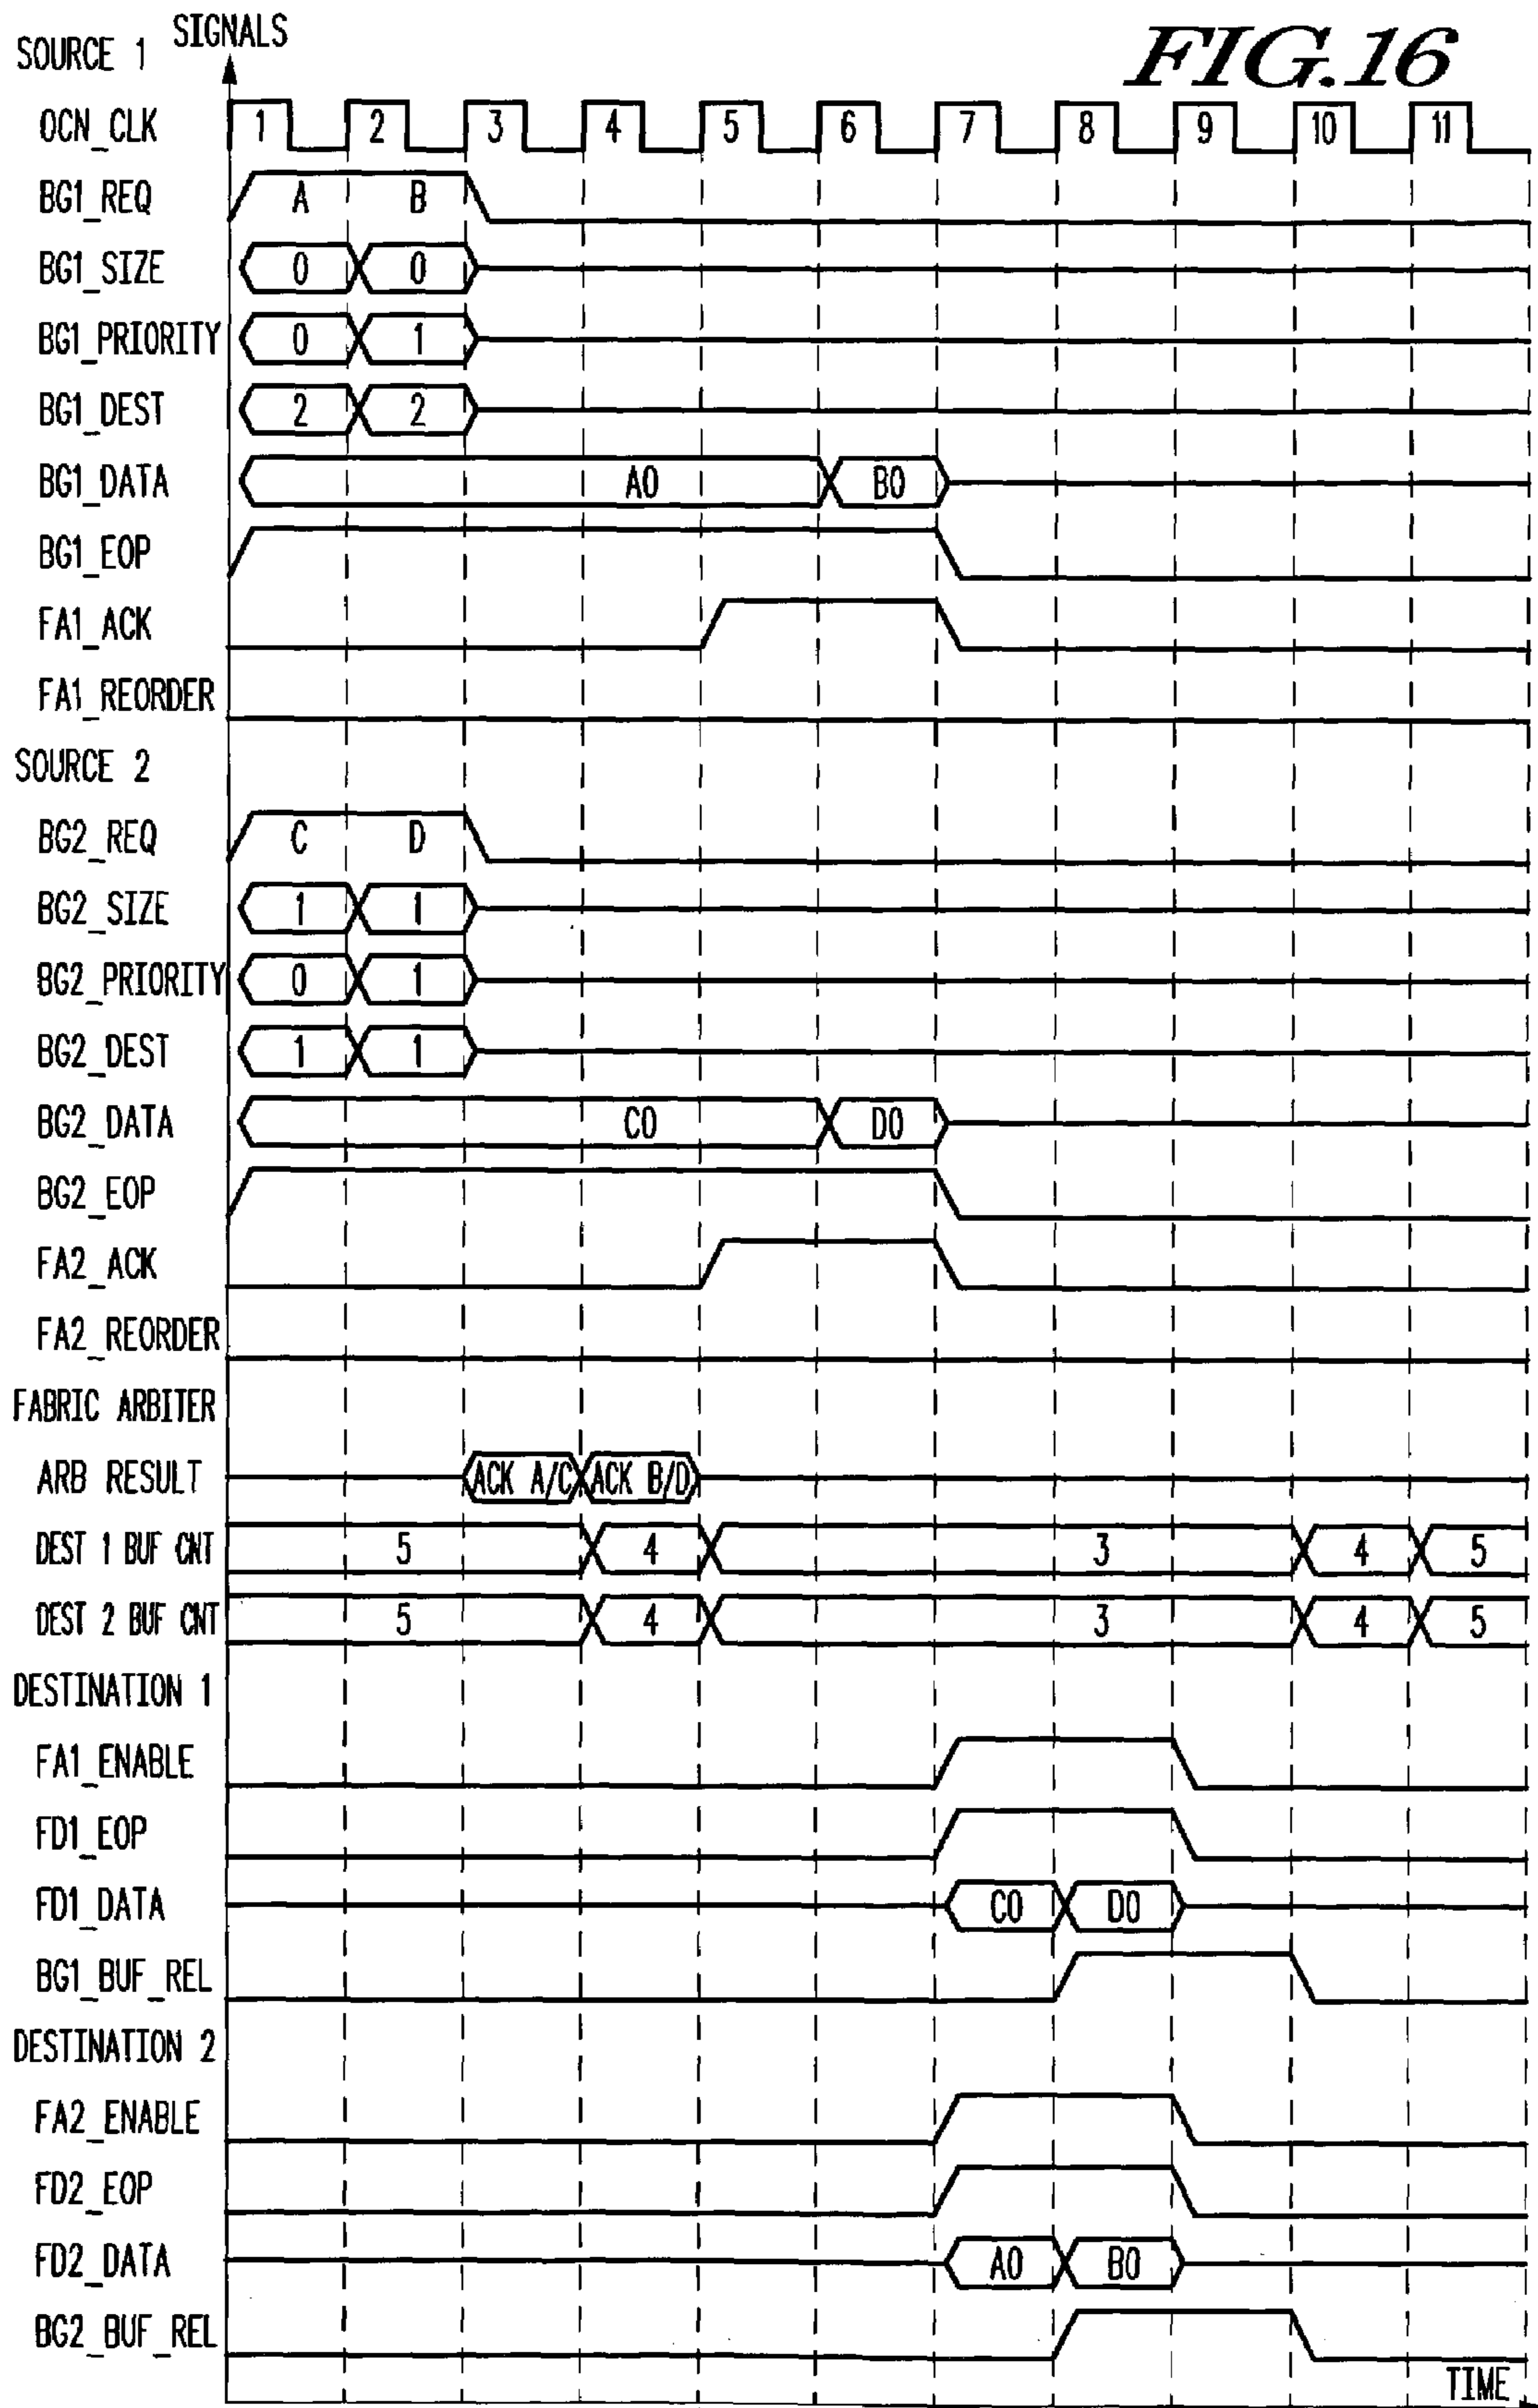 FIG.16
SIGNALS
SOURCE 1
OCN_CLK 1 2 3 4 5 6 7 8 9 10 11
BG1_REQ A B
BG1_SIZE 0 0
BG1_PRIORITY 0 1
BG1_DEST 2 2
BG1_DATA A0 B0
BG1_EOP
FA1_ACK
FA1_REORDER
SOURCE 2
BG2_REQ C D
BG2_SIZE 1 1
BG2_PRIORITY 0 1
BG2_DEST 1 1
BG2_DATA C0 D0
BG2_EOP
FA2_ACK
FA2_REORDER
FABRIC ARBITER
ARB RESULT ACK A/C ACK B/D
DEST 1 BUF CNT 5 4 3 4 5
DEST 2 BUF CNT 5 4 3 4 5
DESTINATION 1
FA1_ENABLE
FD1_EOP
FD1_DATA C0 D0
BG1_BUF_REL
DESTINATION 2
FA2_ENABLE
FD2_EOP
FD2_DATA A0 B0
BG2_BUF_REL
TIME